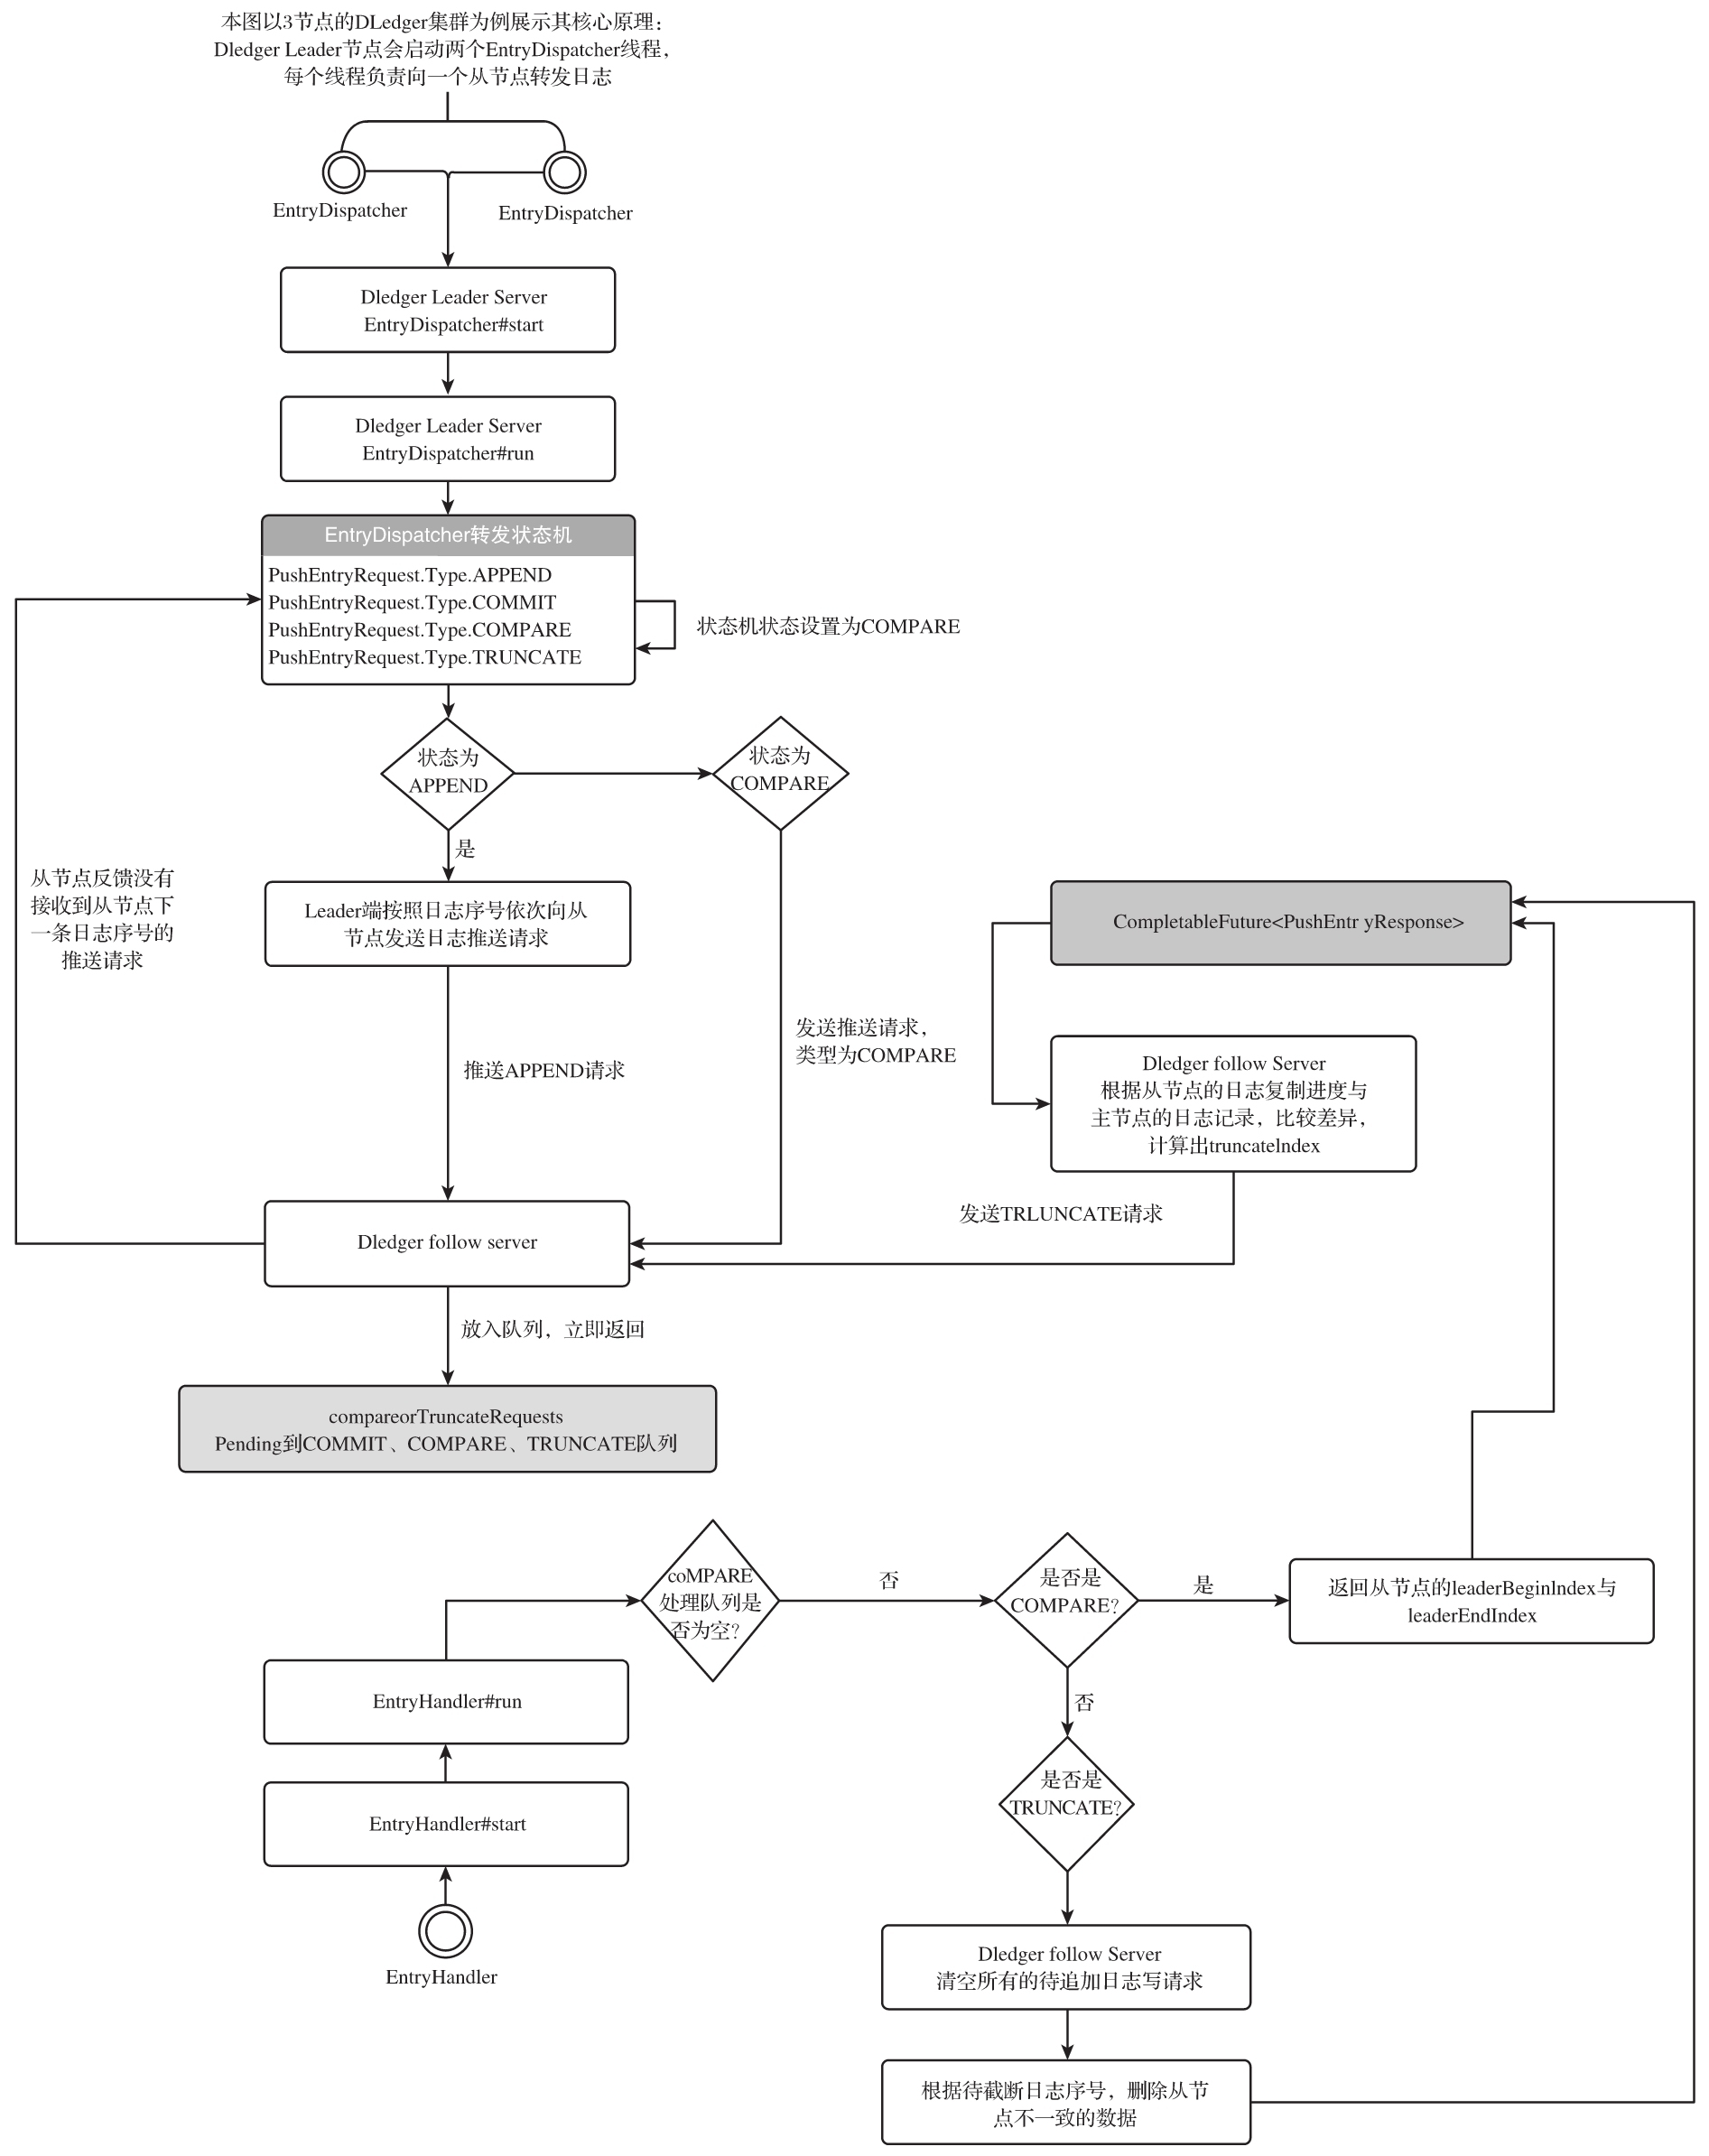 本图以3节点的DLedger集群为例展示其核心原理：
Dledger Leader节点会启动两个EntryDispatcher线程，
每个线程负责向一个从节点转发日志
EntryDispatcher
EntryDispatcher
Dledger Leader Server
EntryDispatcher#start
Dledger Leader Server
EntryDispatcher#run
EntryDispatcher转发状态机
PushEntryRequest.Type.APPEND
PushEntryRequest.Type.COMMIT
PushEntryRequest.Type.COMPARE
PushEntryRequest.Type.TRUNCATE
状态机状态设置为COMPARE
状态为
APPEND
状态为
COMPARE
是
从节点反馈没有
接收到从节点下
一条日志序号的
推送请求
Leader端按照日志序号依次向从
节点发送日志推送请求
CompletableFuture<PushEntr yResponse>
发送推送请求，
类型为COMPARE
推送APPEND请求
Dledger follow Server
根据从节点的日志复制进度与
主节点的日志记录，比较差异，
计算出truncatelndex
发送TRLUNCATE请求
Dledger follow server
放入队列，立即返回
compareorTruncateRequests
Pending到COMMIT、COMPARE、TRUNCATE队列
coMPARE
处理队列是
否为空？
否
是否是
COMPARE？
是
返回从节点的leaderBeginlndex与
leaderEndIndex
EntryHandler#run
否
是否是
TRUNCATE？
EntryHandler#start
EntryHandler
Dledger follow Server
清空所有的待追加日志写请求
根据待截断日志序号，删除从节
点不一致的数据